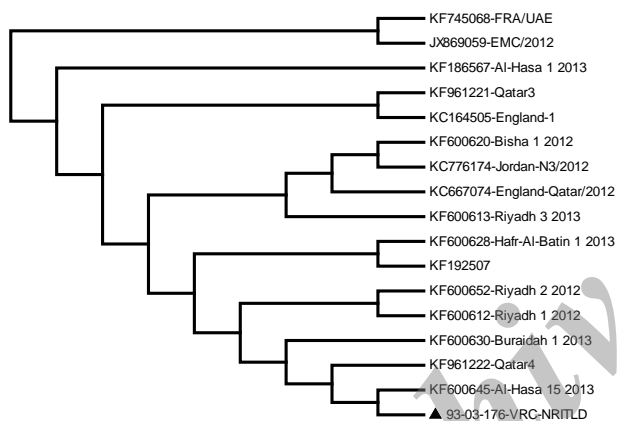 KF745068-FRA/UAE
JX869059-EMC/2012
KF186567-Al-Hasa 1 2013
KF961221-Qatar3
KC164505-England-1
KF600620-Bisha 1 2012
KC776174-Jordan-N3/2012
KC667074-England-Qatar/2012
KF600613-Riyadh 3 2013
KF600628-Hafr-Al-Batin 1 2013
KF192507
KF600652-Riyadh 2 2012
KF600612-Riyadh 1 2012
KF600630-Buraidah 1 2013
KF961222-Qatar4
KF600645-Al-Hasa 15 2013
▲ 93-03-176-VRC-NRITLD
hiv